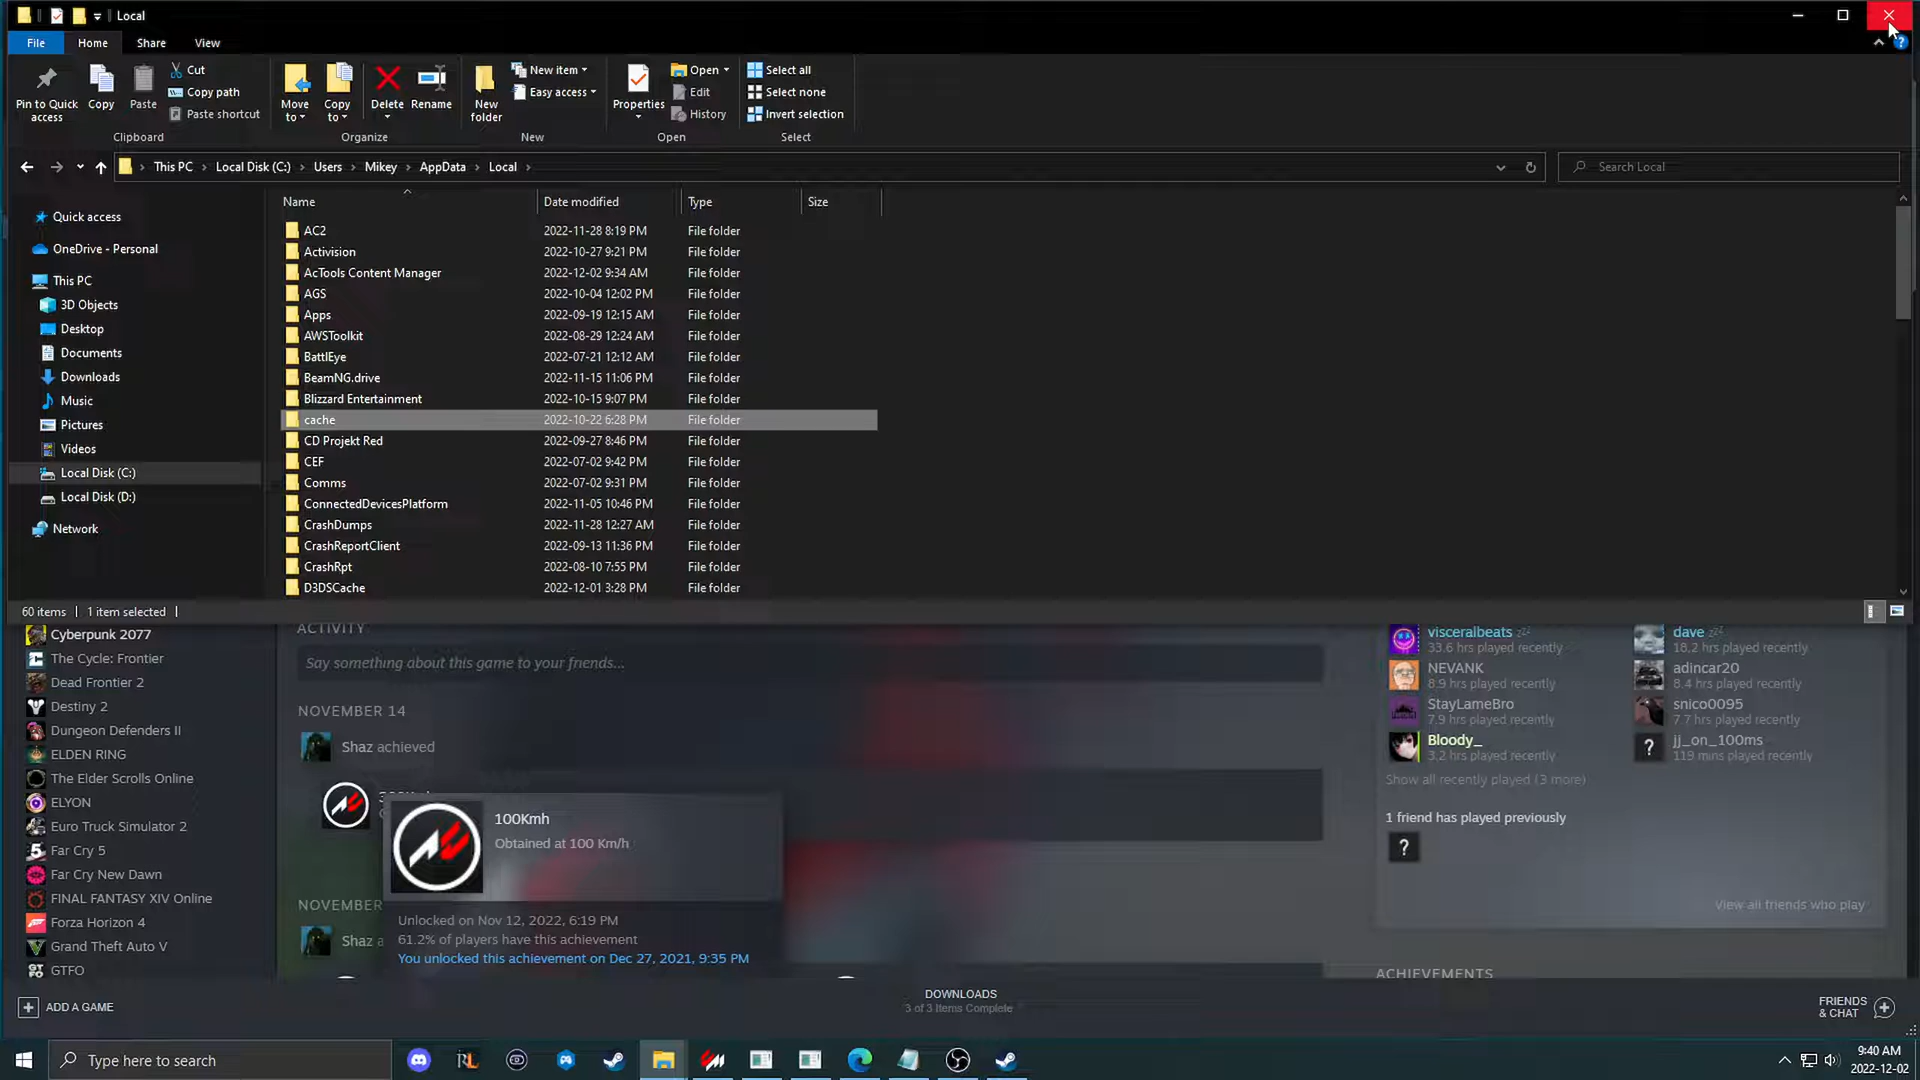 Local
File Home Share View
Pin to Quick access
Copy
Paste
Cut
Copy path
Paste shortcut
Clipboard
Move to
Copy to
Delete
Rename
Organize
New folder
New item
Easy access
New
Properties
Open
Edit
History
Open
Select all
Select none
Invert selection
Select
This PC > Local Disk (C:) > Users > Mikey > AppData > Local >
Search Local
Name Date modified Type Size
Quick access
OneDrive - Personal
This PC
3D Objects
Desktop
Documents
Downloads
Music
Pictures
Videos
Local Disk (C:)
Local Disk (D:)
Network
AC2 2022-11-28 8:19 PM File folder
Activision 2022-10-27 9:21 PM File folder
AcTools Content Manager 2022-12-02 9:34 AM File folder
AGS 2022-10-04 12:02 PM File folder
Apps 2022-09-19 12:15 AM File folder
AWSToolkit 2022-08-29 12:24 AM File folder
BattlEye 2022-07-21 12:12 AM File folder
BeamNG.drive 2022-11-15 11:06 PM File folder
Blizzard Entertainment 2022-10-15 9:07 PM File folder
cache 2022-10-22 6:28 PM File folder
CD Projekt Red 2022-09-27 8:46 PM File folder
CEF 2022-07-02 9:42 PM File folder
Comms 2022-07-02 9:31 PM File folder
ConnectedDevicesPlatform 2022-11-05 10:46 PM File folder
CrashDumps 2022-11-28 12:27 AM File folder
CrashReportClient 2022-09-13 11:36 PM File folder
CrashRpt 2022-08-10 7:55 PM File folder
D3DSCache 2022-12-01 3:28 PM File folder
60 items | 1 item selected |
Cyberpunk 2077
The Cycle: Frontier
Dead Frontier 2
Destiny 2
Dungeon Defenders II
ELDEN RING
The Elder Scrolls Online
ELYON
Euro Truck Simulator 2
Far Cry 5
Far Cry New Dawn
FINAL FANTASY XIV Online
Forza Horizon 4
Grand Theft Auto V
GTFO
ACTIVITY
Say something about this game to your friends...
NOVEMBER 14
Shaz achieved
100Kmh
Obtained at 100 Km/h
NOVEMBER
Shaz a
Unlocked on Nov 12, 2022, 6:19 PM
61.2% of players have this achievement
You unlocked this achievement on Dec 27, 2021, 9:35 PM
visceralbeats zzz
33.6 hrs played recently
dave zzz
18.2 hrs played recently
NEVANK
8.9 hrs played recently
adincar20
8.4 hrs played recently
StayLameBro
7.9 hrs played recently
snico0095
7.7 hrs played recently
Bloody_
3.2 hrs played recently
jj_on_100ms
119 mins played recently
Show all recently played (3 more)
1 friend has played previously
View all friends who play
ACHIEVEMENTS
ADD A GAME
DOWNLOADS
3 of 3 Items Complete
FRIENDS
& CHAT
Type here to search
9:40 AM
2022-12-02